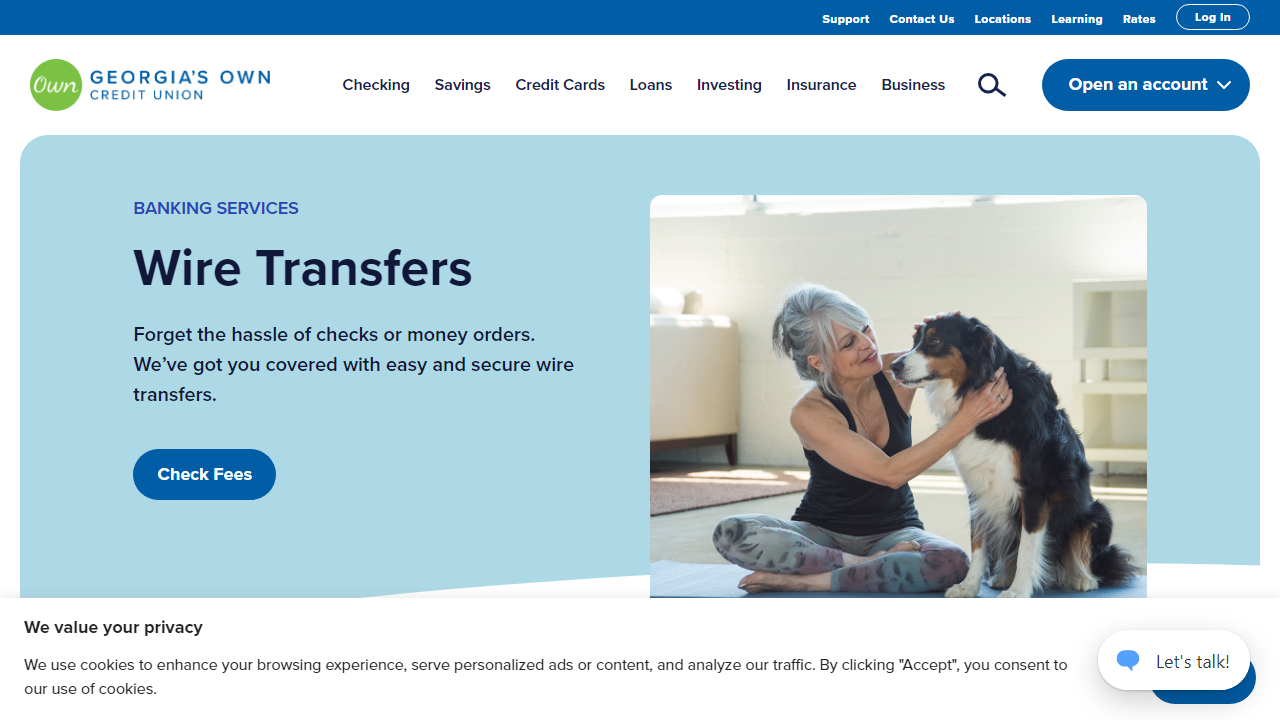 Support Contact Us Locations Learning Rates Log In
Own GEORGIA'S OWN
CREDIT UNION
Checking Savings Credit Cards Loans Investing Insurance Business Open an account
BANKING SERVICES
Wire Transfers
Forget the hassle of checks or money orders.
We've got you covered with easy and secure wire
transfers.
Check Fees
We value your privacy
We use cookies to enhance your browsing experience, serve personalized ads or content, and analyze our traffic. By clicking "Accept", you consent to
our use of cookies.
Let's talk!